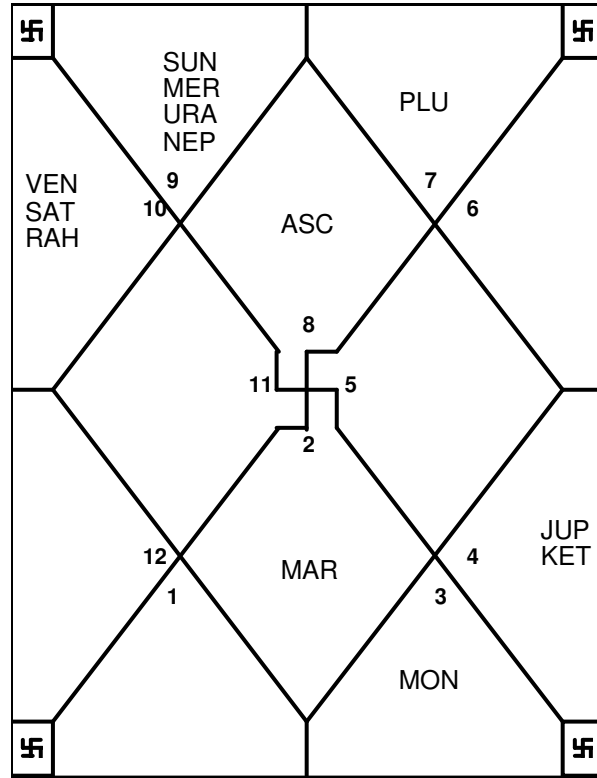 SUN
MER
URA
NEP
PLU
9
7
VEN
SAT
RAH
10
6
ASC
8
11
5
2
JUP
KET
12
4
MAR
1
3
MON